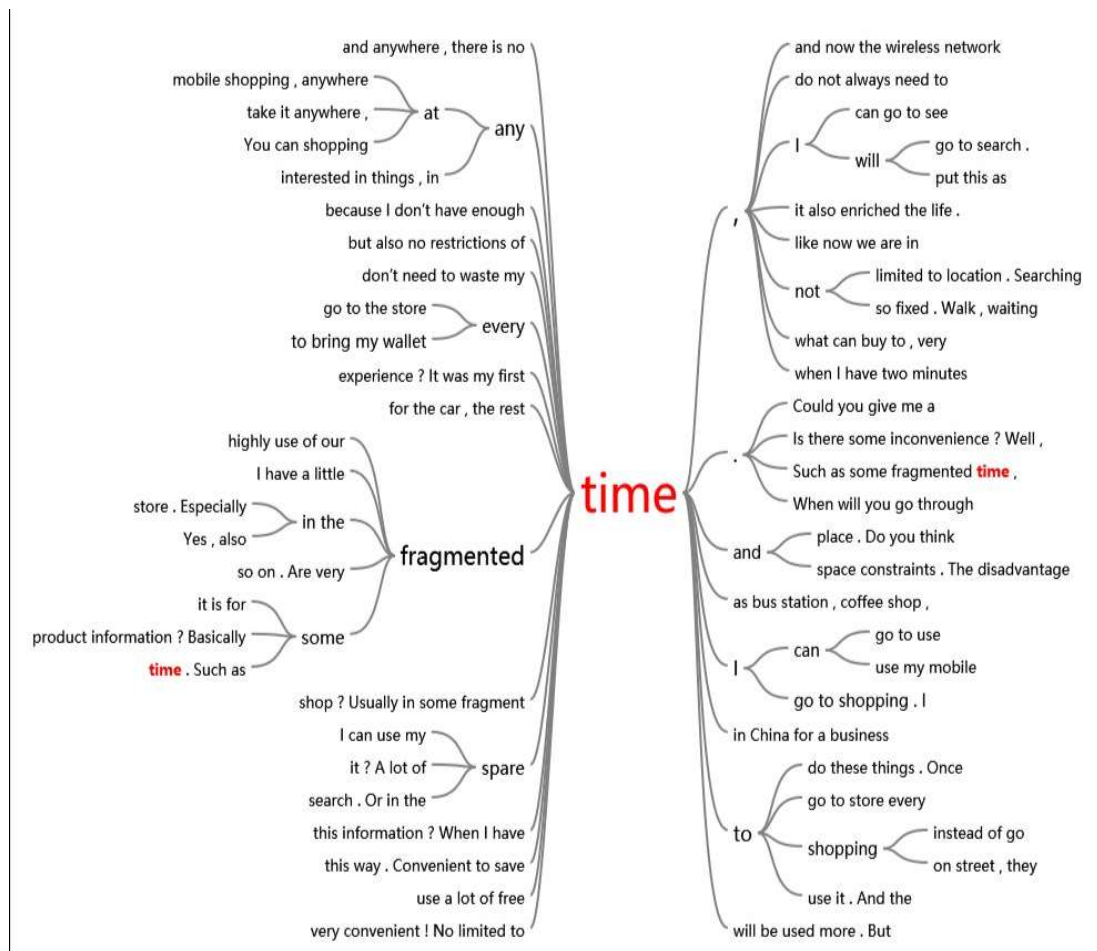 and anywhere , there is no
mobile shopping , anywhere
take it anywhere ,
You can shopping
at
interested in things , in
any
because I don't have enough
but also no restrictions of
don't need to waste my
go to the store
to bring my wallet
every
experience ? It was my first
for the car , the rest
highly use of our
I have a little
store . Especially
Yes , also
in the
so on . Are very
it is for
product information ? Basically
time . Such as
some
fragmented
shop ? Usually in some fragment
I can use my
it ? A lot of
search . Or in the
spare
this information ? When I have
this way . Convenient to save
use a lot of free
very convenient ! No limited to
time
,
and now the wireless network
do not always need to
I
can go to see
will
go to search .
put this as
it also enriched the life .
like now we are in
not
limited to location . Searching
so fixed . Walk , waiting
what can buy to , very
when I have two minutes
.
Could you give me a
Is there some inconvenience ? Well ,
Such as some fragmented time ,
When will you go through
and
place . Do you think
space constraints . The disadvantage
as bus station , coffee shop ,
I
can
go to use
use my mobile
go to shopping . I
in China for a business
to
do these things . Once
go to store every
shopping
instead of go
on street , they
use it . And the
will be used more . But